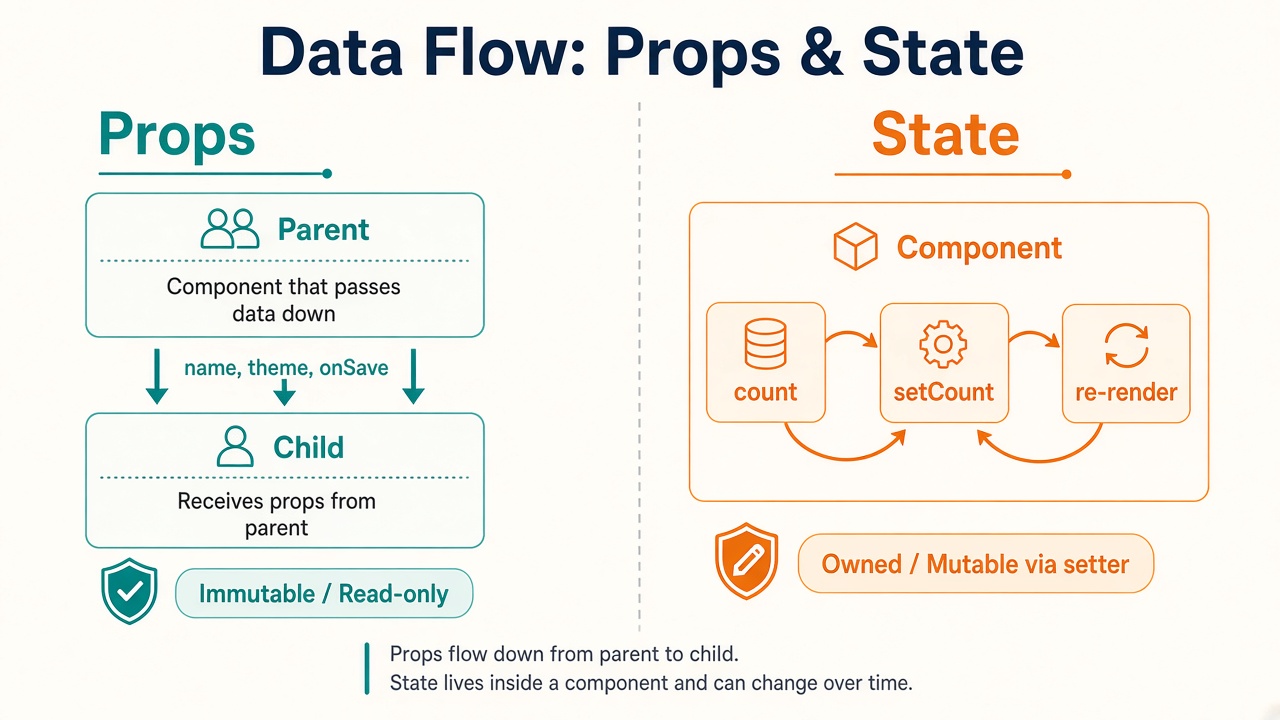 Data Flow: Props & State
Props
Parent
Component that passes
data down
name, theme, onSave
Child
Receives props from
parent
Immutable / Read-only
State
Component
count
setCount
re-render
Owned / Mutable via setter
Props flow down from parent to child.
State lives inside a component and can change over time.